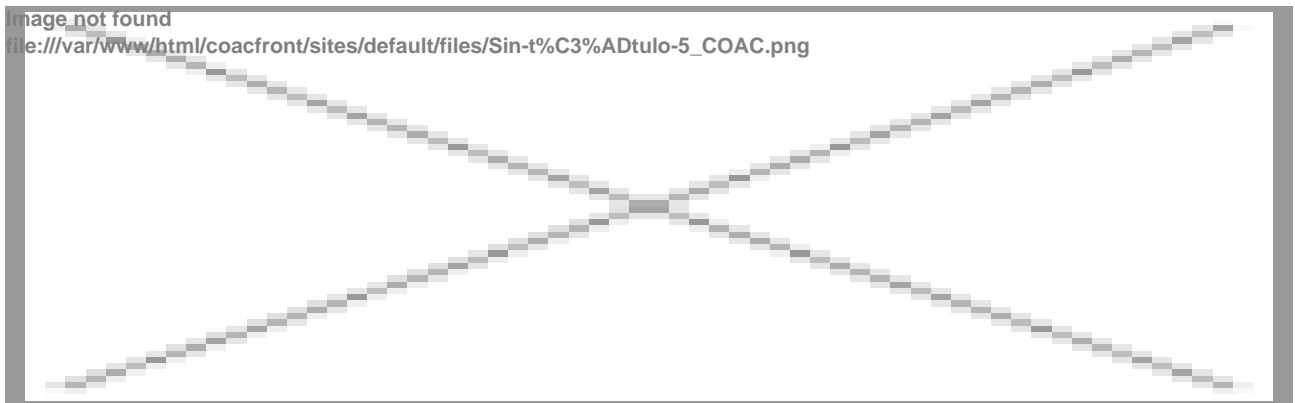 Image not found
file:///var/www/html/coacfront/sites/default/files/Sin-t%C3%ADtulo-5_COAC.png